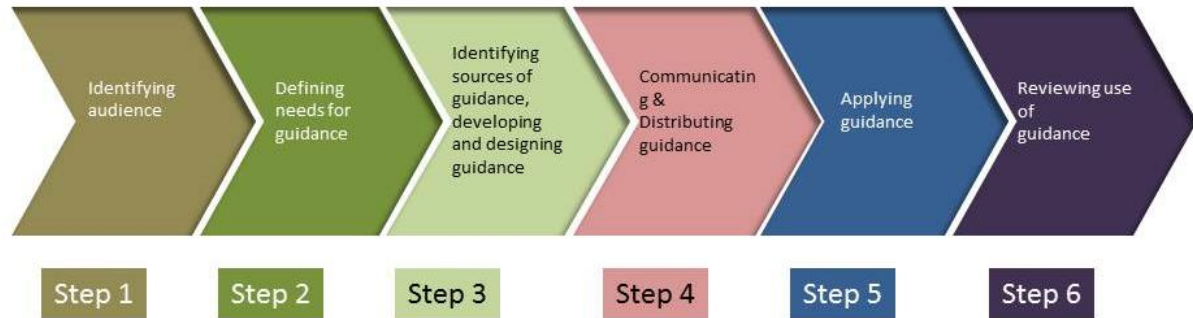 Identifying
audience
Defining
needs for
guidance
Identifying
sources of
guidance,
developing
and designing
guidance
Communicatin
g &
Distributing
guidance
Applying
guidance
Reviewing use
of
guidance
Step 1
Step 2
Step 3
Step 4
Step 5
Step 6